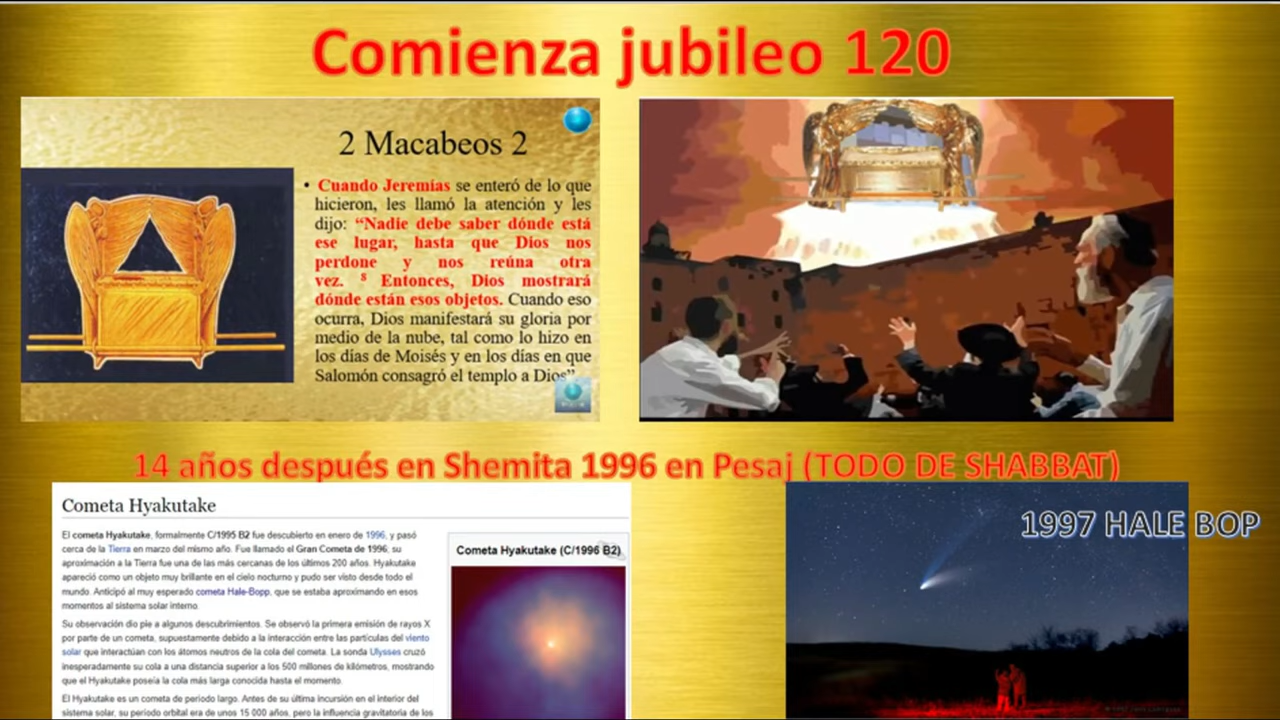 Comienza jubileo 120
2 Macabeos 2
• Cuando Jeremías se enteró de lo que
hicieron, les llamó la atención y les
dijo: “Nadie debe saber dónde está
ese lugar, hasta que Dios nos
perdone y nos reúna otra
vez. 8 Entonces, Dios mostrará
dónde están esos objetos. Cuando eso
ocurra, Dios manifestará su gloria por
medio de la nube, tal como lo hizo en
los días de Moisés y en los días en que
Salomón consagró el templo a Dios”
14 años después en Shemita 1996 en Pesaj (TODO DE SHABBAT)
Cometa Hyakutake
El cometa Hyakutake, formalmente C/1995 B2 fue descubierto en enero de 1996, y pasó
cerca de la Tierra en marzo del mismo año. Fue llamado el Gran Cometa de 1996; su
aproximación a la Tierra fue una de las más cercanas de los últimos 200 años. Hyakutake
apareció como un objeto muy brillante en el cielo nocturno y pudo ser visto desde todo el
mundo. Anticipó al muy esperado cometa Hale-Bopp, que se estaba aproximando en esos
momentos al sistema solar interno.
Su observación dio pie a algunos descubrimientos. Se observó la primera emisión de rayos X
por parte de un cometa, supuestamente debido a la interacción entre las partículas del viento
solar que interactúan con los átomos neutros de la cola del cometa. La sonda Ulysses cruzó
inesperadamente su cola a una distancia superior a los 500 millones de kilómetros, mostrando
que el Hyakutake poseía la cola más larga conocida hasta el momento.
El Hyakutake es un cometa de periodo largo. Antes de su última incursión en el interior del
sistema solar, su periodo orbital era de unos 15 000 años, pero la influencia gravitatoria de los
Cometa Hyakutake (C/1996 B2)
1997 HALE BOP